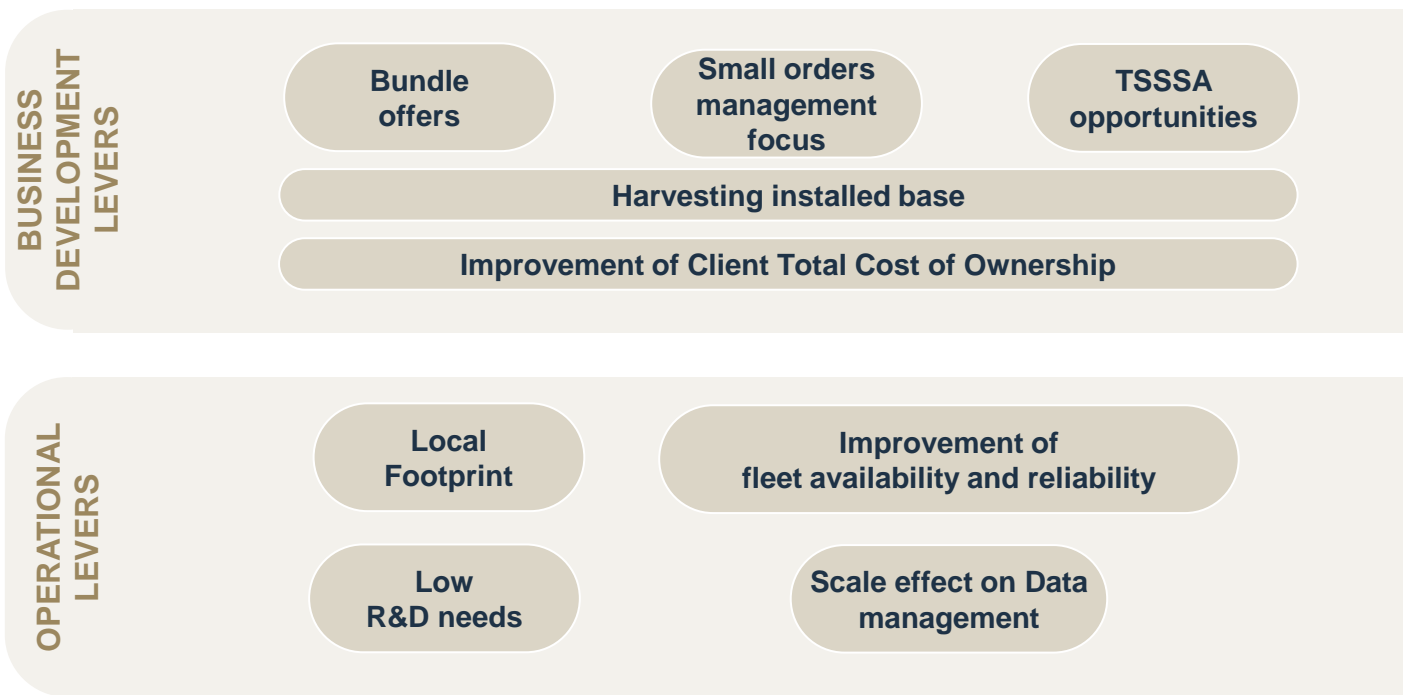 BUSINESS
DEVELOPMENT
LEVERS
Bundle
offers
Small orders
management
focus
TSSSA
opportunities
Harvesting installed base
Improvement of Client Total Cost of Ownership
OPERATIONAL
LEVERS
Local
Footprint
Improvement of
fleet availability and reliability
Low
R&D needs
Scale effect on Data
management